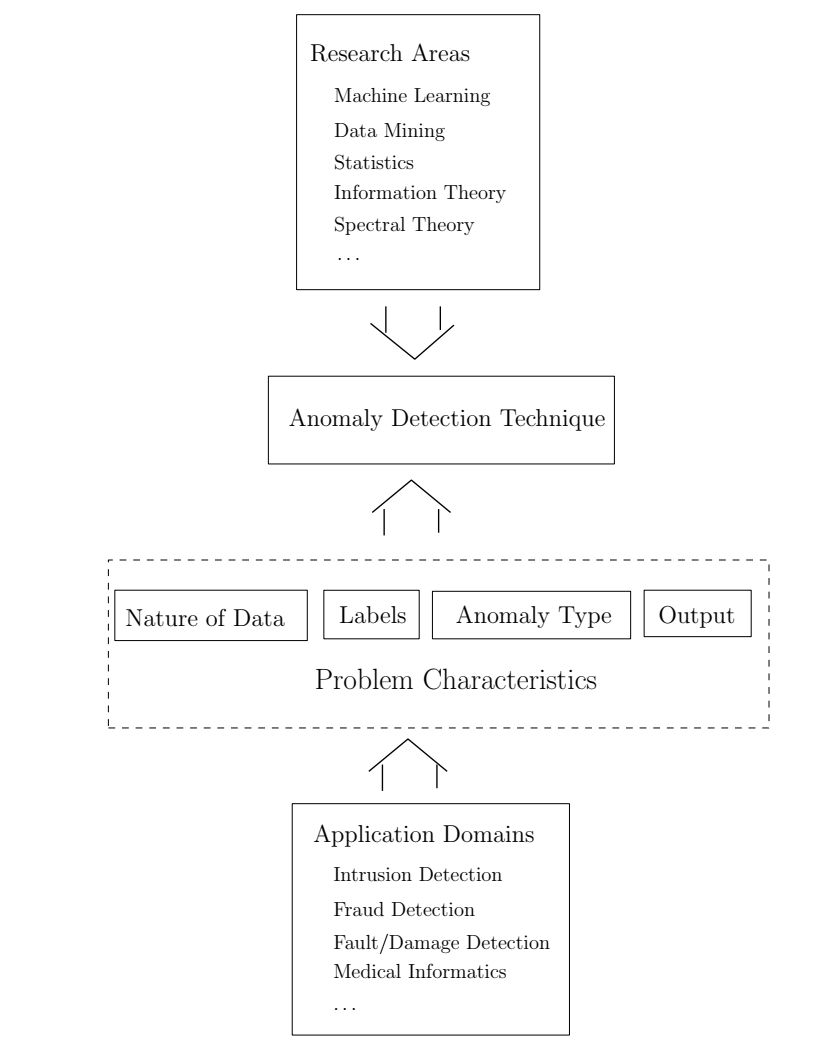 Research Areas
Machine Learning
Data Mining
Statistics
Information Theory
Spectral Theory
...
Anomaly Detection Technique
Nature of Data Labels Anomaly Type Output
Problem Characteristics
Application Domains
Intrusion Detection
Fraud Detection
Fault/Damage Detection
Medical Informatics
...